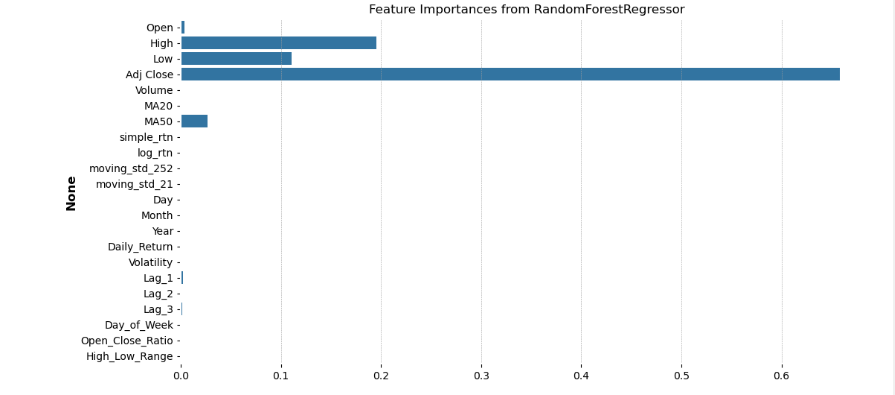 Feature Importances from RandomForestRegressor
None
Open
High
Low
Adj Close
Volume
MA20
MA50
simple_rtn
log_rtn
moving_std_252
moving_std_21
Day
Month
Year
Daily_Return
Volatility
Lag_1
Lag_2
Lag_3
Day_of_Week
Open_Close_Ratio
High_Low_Range
0.0 0.1 0.2 0.3 0.4 0.5 0.6